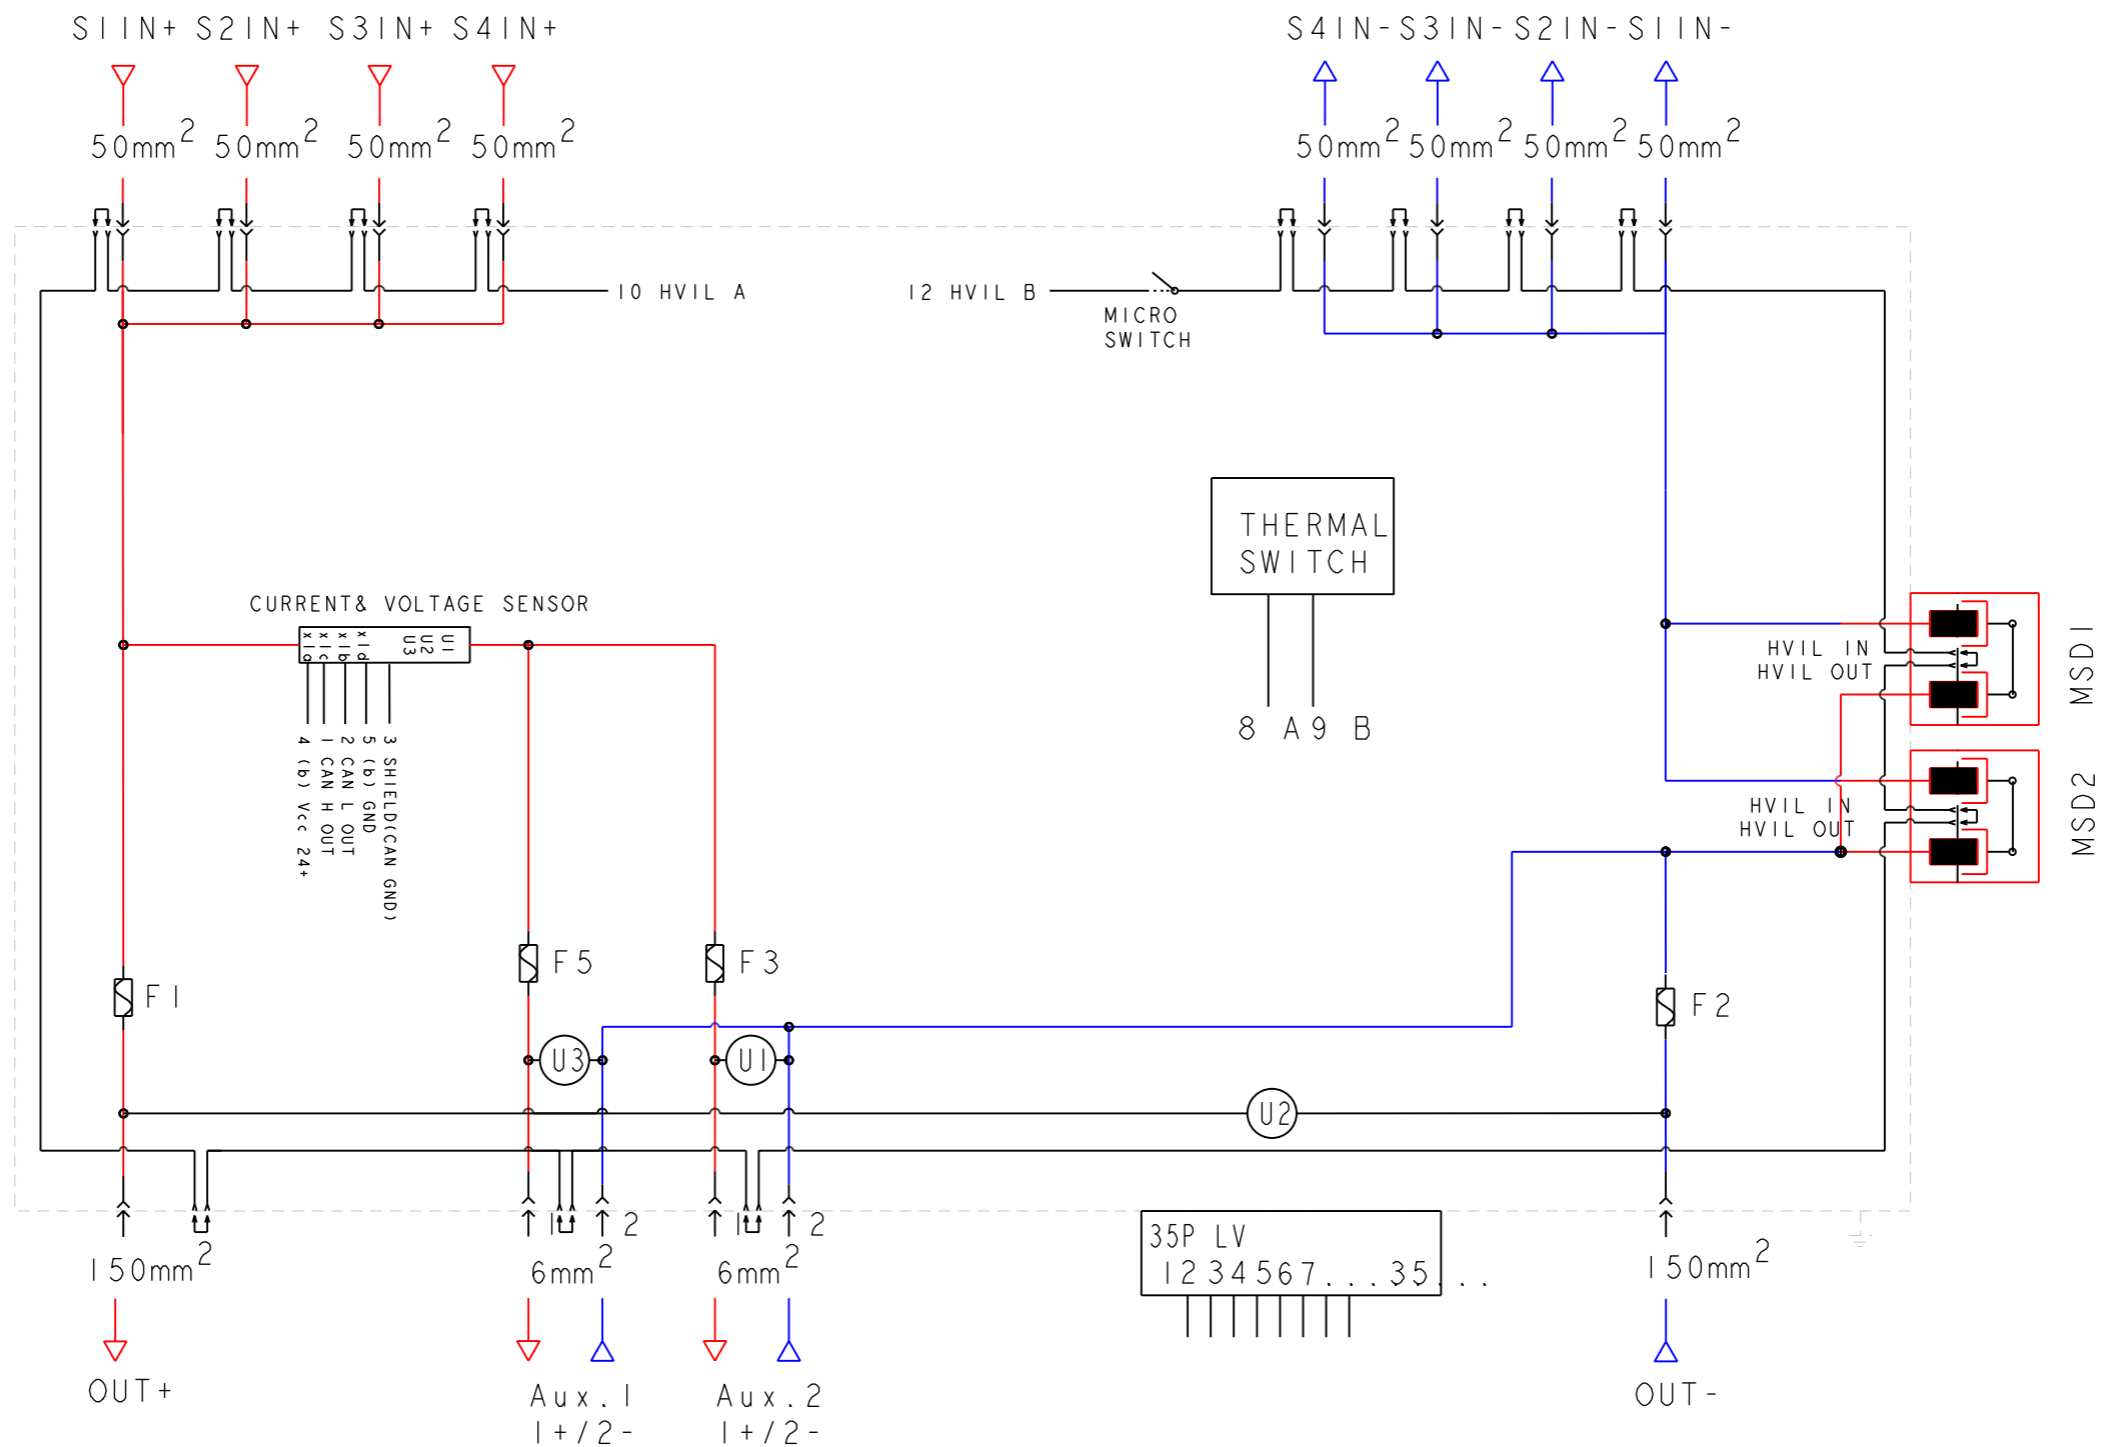 S1IN+ S2IN+ S3IN+ S4IN+
S4IN- S3IN- S2IN- S1IN-
50mm² 50mm² 50mm² 50mm²
50mm² 50mm² 50mm² 50mm²
10 HVIL A
12 HVIL B
MICRO
SWITCH
THERMAL
SWITCH
8 A 9 B
CURRENT& VOLTAGE SENSOR
x1a
x1c
x1b
x1d
U3
U2
U1
4 (b) Vcc 24+
1 CAN H OUT
2 CAN L OUT
5 (b) GND
3 SHIELD(CAN GND)
HVIL IN
HVIL OUT
MSD1
HVIL IN
HVIL OUT
MSD2
F1
F5
F3
F2
U3
U1
U2
1 2
1 2
150mm²
6mm²
6mm²
150mm²
35P LV
1234567...35...
OUT+
Aux.1
1+/2-
Aux.2
1+/2-
OUT-